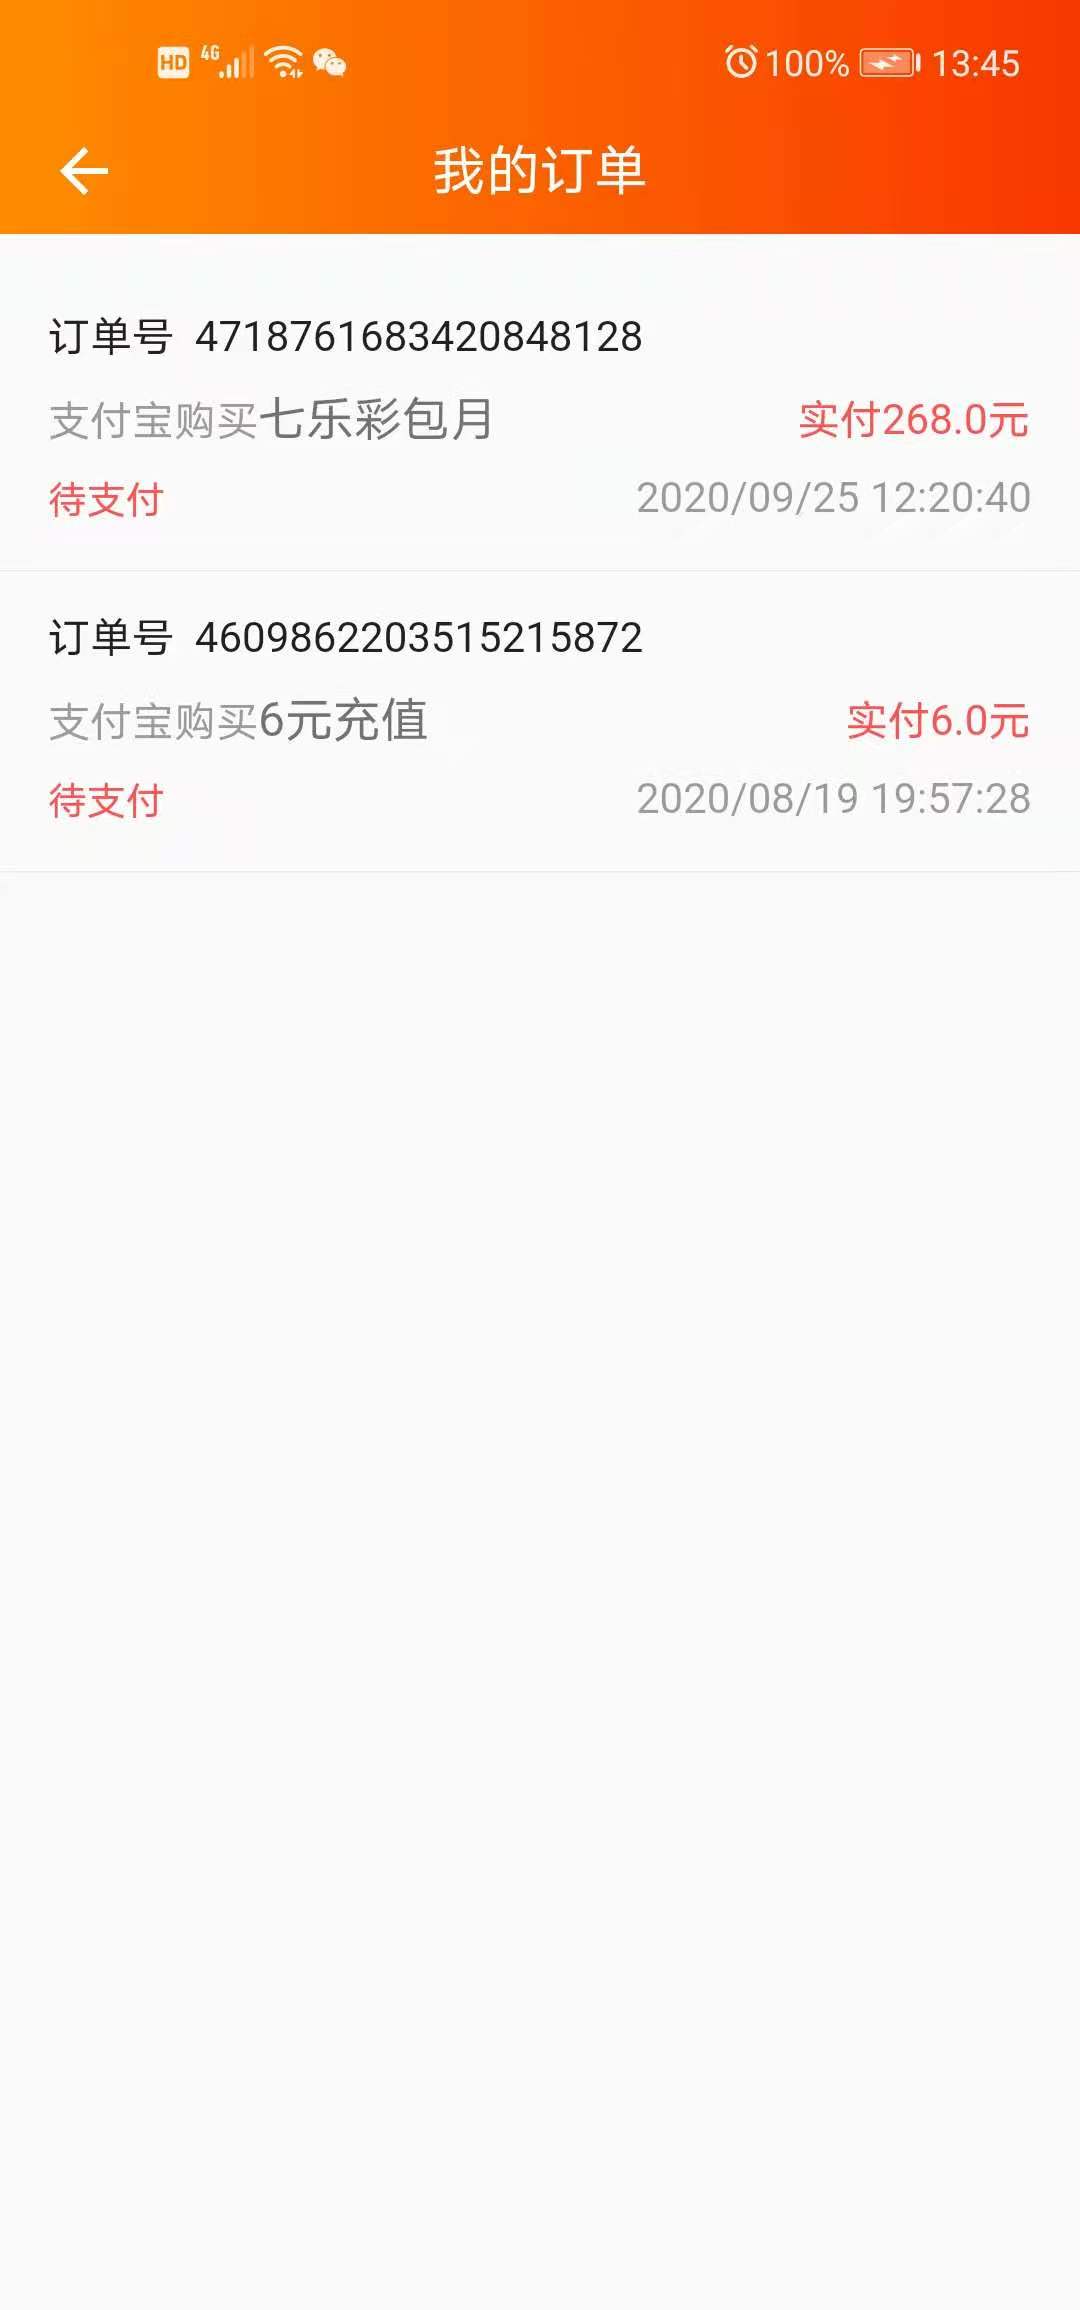 HD 4G 100% 13:45
我的订单
订单号 4718761683420848128
支付宝购买七乐彩包月 实付268.0元
待支付 2020/09/25 12:20:40
订单号 4609862203515215872
支付宝购买6元充值 实付6.0元
待支付 2020/08/19 19:57:28